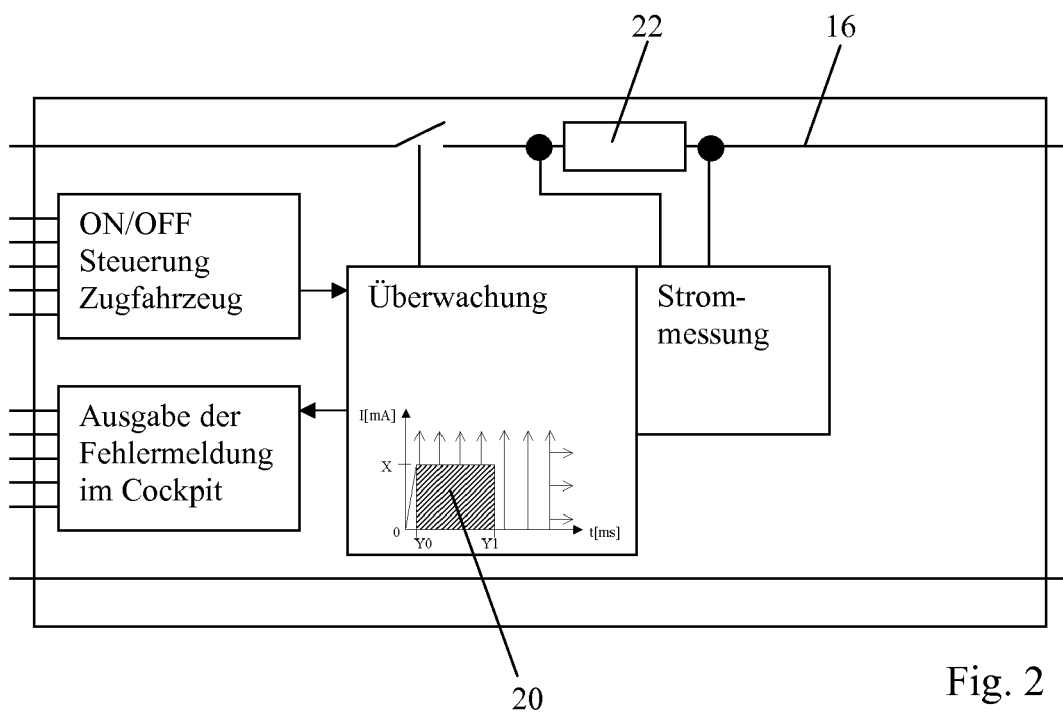 22
16
ON/OFF
Steuerung
Zugfahrzeug
Überwachung
Strom-
messung
Ausgabe der
Fehlermeldung
im Cockpit
I[mA]
X
0
Y0
Y1
t[ms]
20
Fig. 2